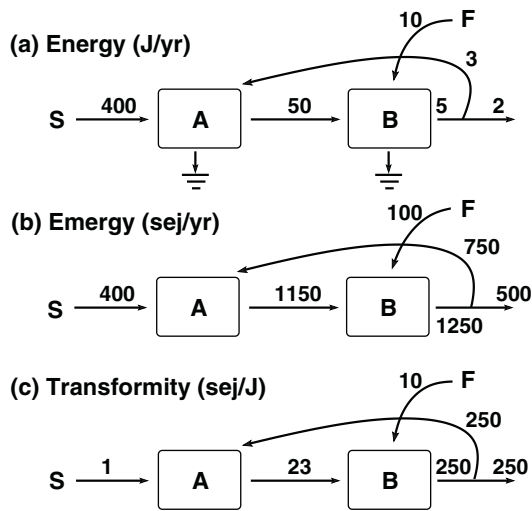 10 F
(a) Energy (J/yr)
3
S 400 A 50 B 5 2
(b) Emergy (sej/yr)
100 F
750
S 400 A 1150 B 500
1250
(c) Transformity (sej/J)
10 F
250
S 1 A 23 B 250 250